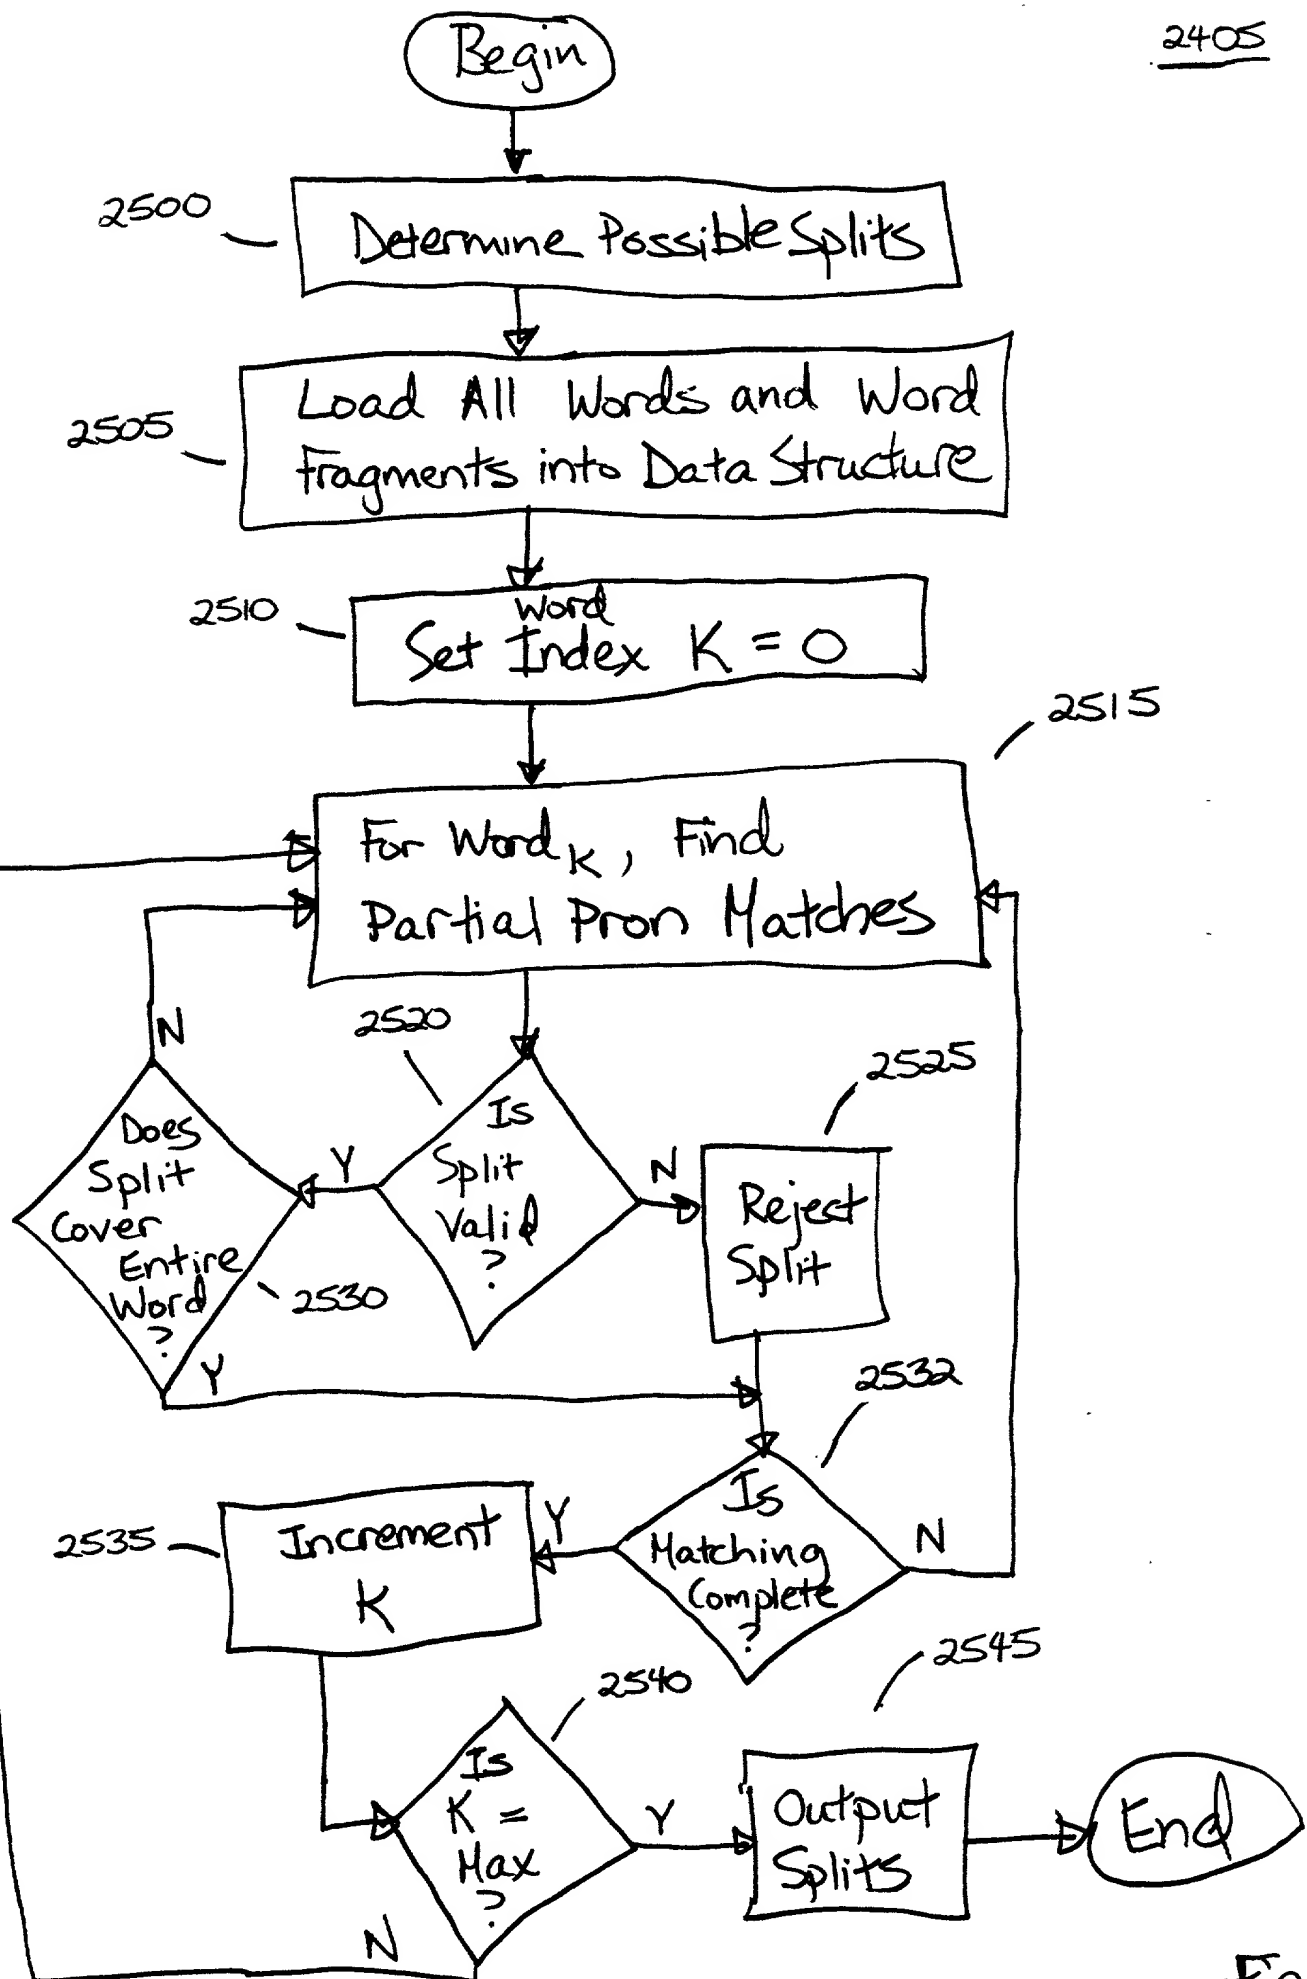 Begin
2405
2500
Determine Possible Splits
2505
Load All Words and Word
Fragments into Data Structure
2510
word
Set Index K = 0
2515
For Word K, Find
Partial Pron Matches
N
2520
2525
Does
Split
Cover
Entire
Word
?
Y
Is
Split
Valid
?
N
Reject
Split
2530
Y
2532
2535
Increment
K
Y
Is
Matching
Complete
?
N
2540
2545
Is
K =
Max
?
Y
Output
Splits
End
N